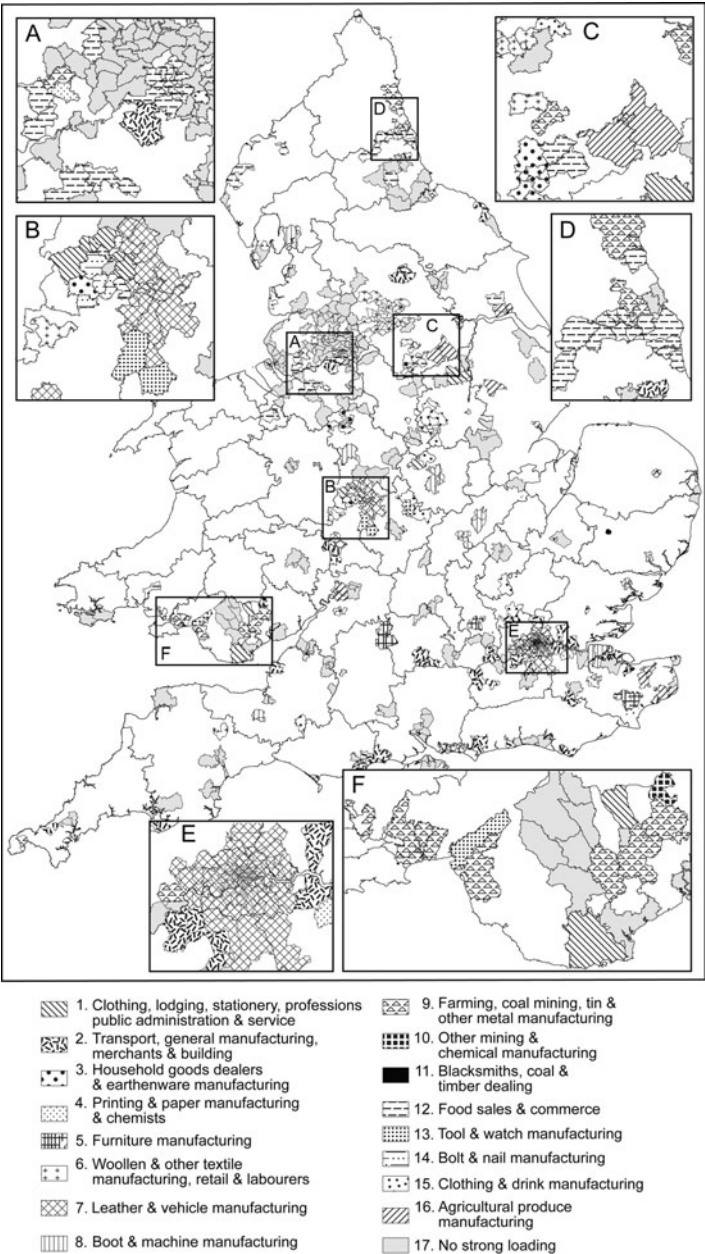 A
C
D
B
D
A
C
B
E
F
F
E
1. Clothing, lodging, stationery, professions
public administration & service
2. Transport, general manufacturing,
merchants & building
3. Household goods dealers
& earthenware manufacturing
4. Printing & paper manufacturing
& chemists
5. Furniture manufacturing
6. Woollen & other textile
manufacturing, retail & labourers
7. Leather & vehicle manufacturing
8. Boot & machine manufacturing
9. Farming, coal mining, tin &
other metal manufacturing
10. Other mining &
chemical manufacturing
11. Blacksmiths, coal &
timber dealing
12. Food sales & commerce
13. Tool & watch manufacturing
14. Bolt & nail manufacturing
15. Clothing & drink manufacturing
16. Agricultural produce
manufacturing
17. No strong loading